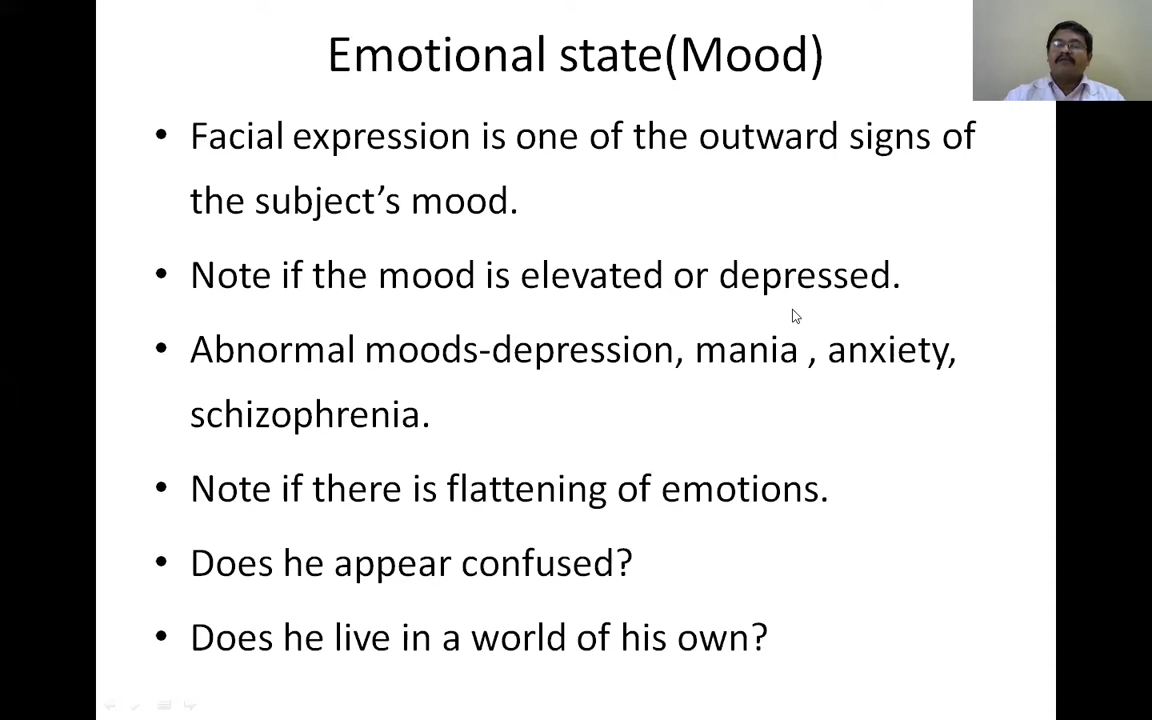 Emotional state(Mood)
• Facial expression is one of the outward signs of
the subject’s mood.
• Note if the mood is elevated or depressed.
• Abnormal moods-depression, mania , anxiety,
schizophrenia.
• Note if there is flattening of emotions.
• Does he appear confused?
• Does he live in a world of his own?